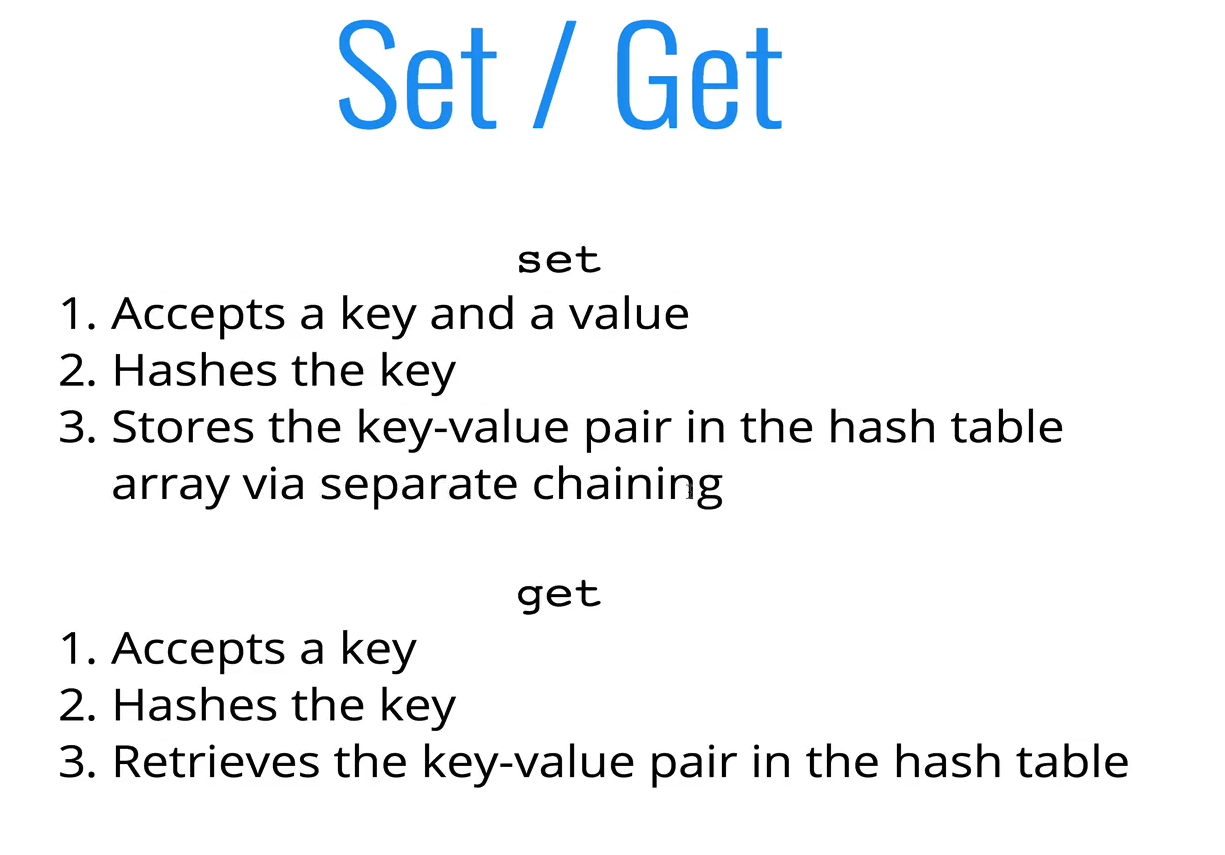 Set / Get
set
1. Accepts a key and a value
2. Hashes the key
3. Stores the key-value pair in the hash table
array via separate chaining
get
1. Accepts a key
2. Hashes the key
3. Retrieves the key-value pair in the hash table